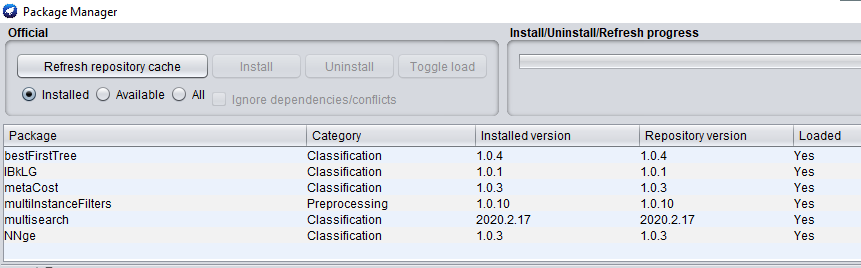 Package Manager
Official
Install/Uninstall/Refresh progress
Refresh repository cache Install Uninstall Toggle load
Installed Available All Ignore dependencies/conflicts
Package Category Installed version Repository version Loaded
bestFirstTree Classification 1.0.4 1.0.4 Yes
IBkLG Classification 1.0.1 1.0.1 Yes
metaCost Classification 1.0.3 1.0.3 Yes
multiInstanceFilters Preprocessing 1.0.10 1.0.10 Yes
multisearch Classification 2020.2.17 2020.2.17 Yes
NNge Classification 1.0.3 1.0.3 Yes